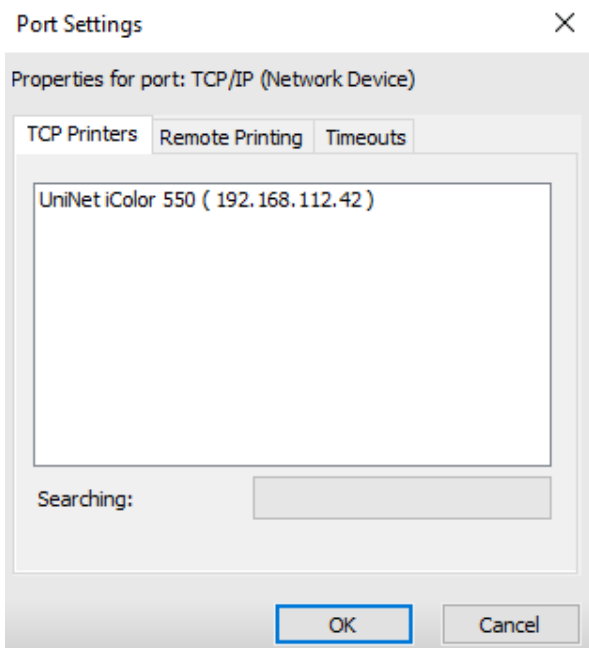 Port Settings
Properties for port: TCP/IP (Network Device)
TCP Printers Remote Printing Timeouts
UniNet iColor 550 ( 192.168.112.42 )
Searching:
OK Cancel